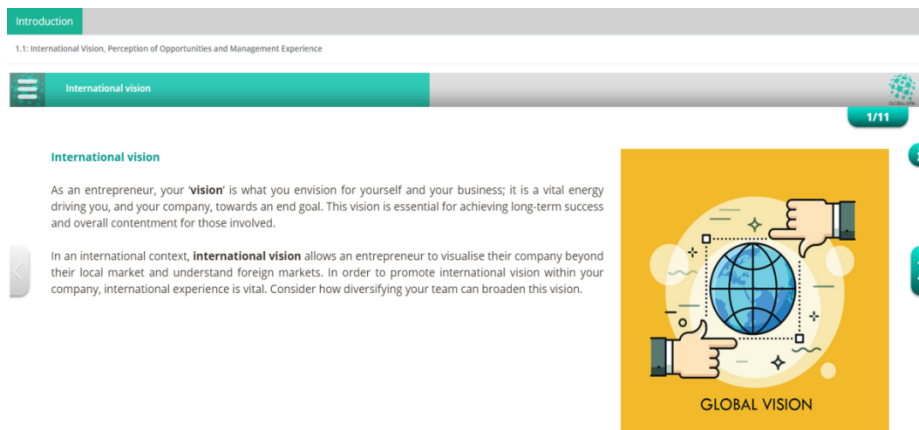 Introduction
1.1: International Vision, Perception of Opportunities and Management Experience
International vision
1/11
International vision
As an entrepreneur, your 'vision' is what you envision for yourself and your business; it is a vital energy
driving you, and your company, towards an end goal. This vision is essential for achieving long-term success
and overall contentment for those involved.
In an international context, international vision allows an entrepreneur to visualise their company beyond
their local market and understand foreign markets. In order to promote international vision within your
company, international experience is vital. Consider how diversifying your team can broaden this vision.
GLOBAL VISION